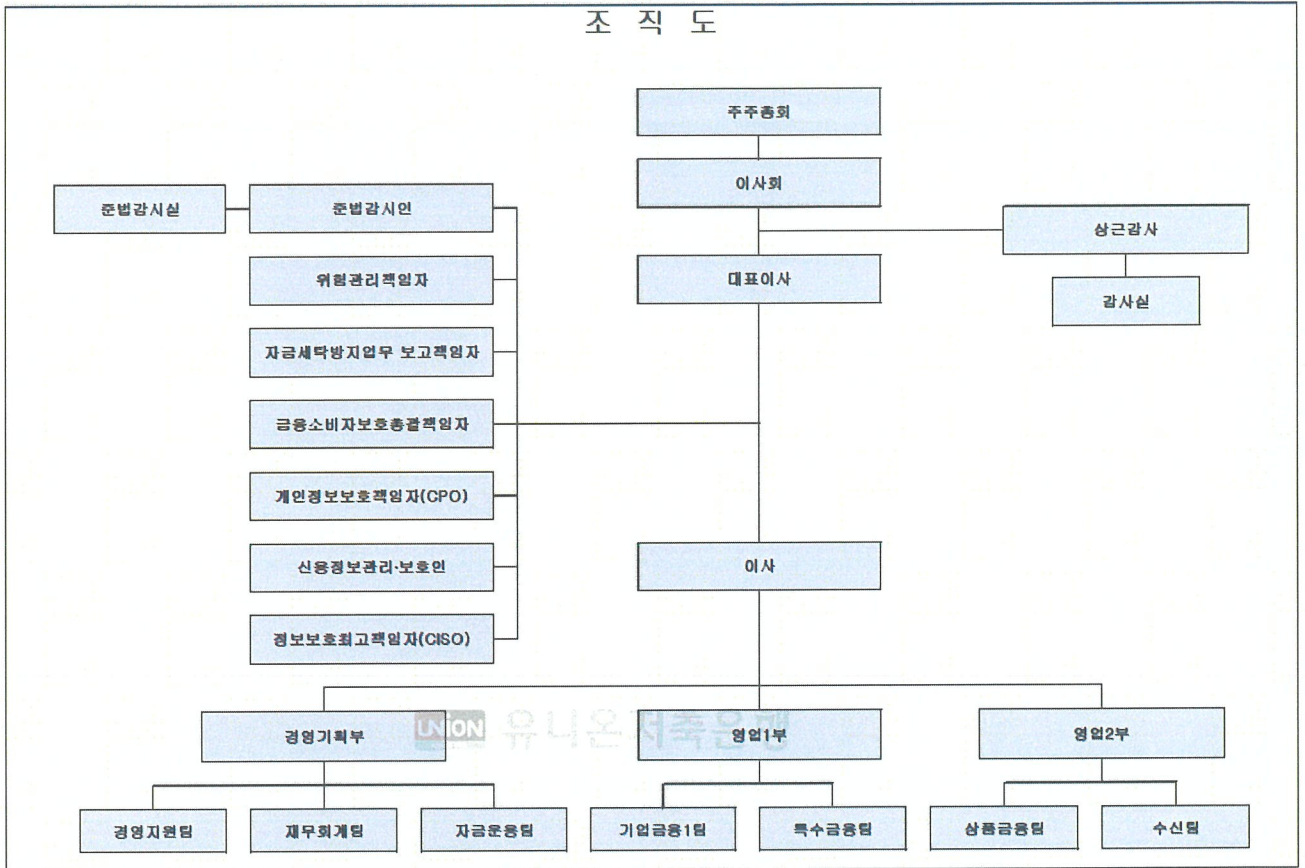 조 직 도
주주총회
이사회
준법감시실
준법감시인
상근감사
위험관리책임자
대표이사
감사실
자금세탁방지업무 보고책임자
금융소비자보호총괄책임자
개인정보보호책임자(CPO)
신용정보관리·보호인
이사
정보보호최고책임자(CISO)
UNiON 유니온저축은행
경영기획부
영업1부
영업2부
경영지원팀
재무회계팀
자금운용팀
기업금융1팀
특수금융팀
상품금융팀
수신팀